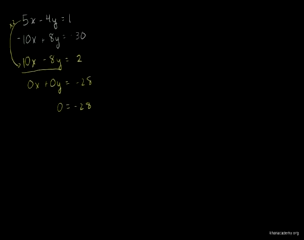 5x - 4y = 1
-10x + 8y = -30
10x - 8y = 2
0x + 0y = -28
0 = -28
khanacademy.org